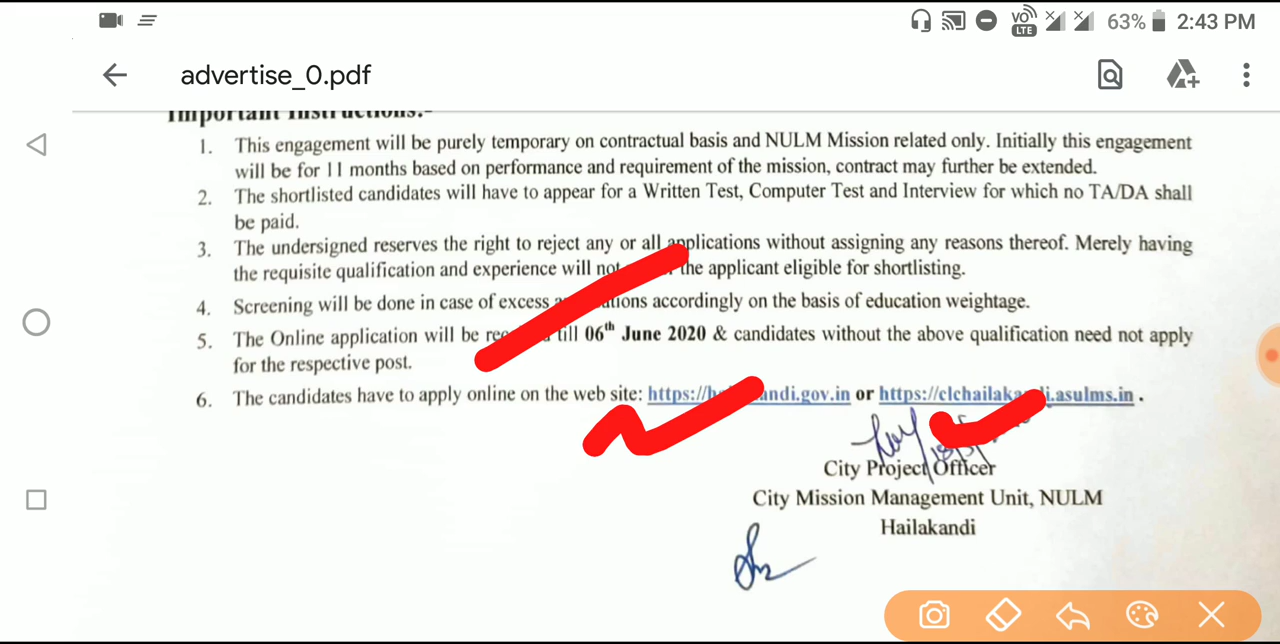 VO
LTE
63%
2:43 PM
advertise_0.pdf
Important Instructions:-
1. This engagement will be purely temporary on contractual basis and NULM Mission related only. Initially this engagement
will be for 11 months based on performance and requirement of the mission, contract may further be extended.
2. The shortlisted candidates will have to appear for a Written Test, Computer Test and Interview for which no TA/DA shall
be paid.
3. The undersigned reserves the right to reject any or all applications without assigning any reasons thereof. Merely having
the requisite qualification and experience will not the applicant eligible for shortlisting.
4. Screening will be done in case of excess accordingly on the basis of education weightage.
5. The Online application will be till 06th June 2020 & candidates without the above qualification need not apply
for the respective post.
6. The candidates have to apply online on the web site: or .
City Project Officer
City Mission Management Unit, NULM
Hailakandi